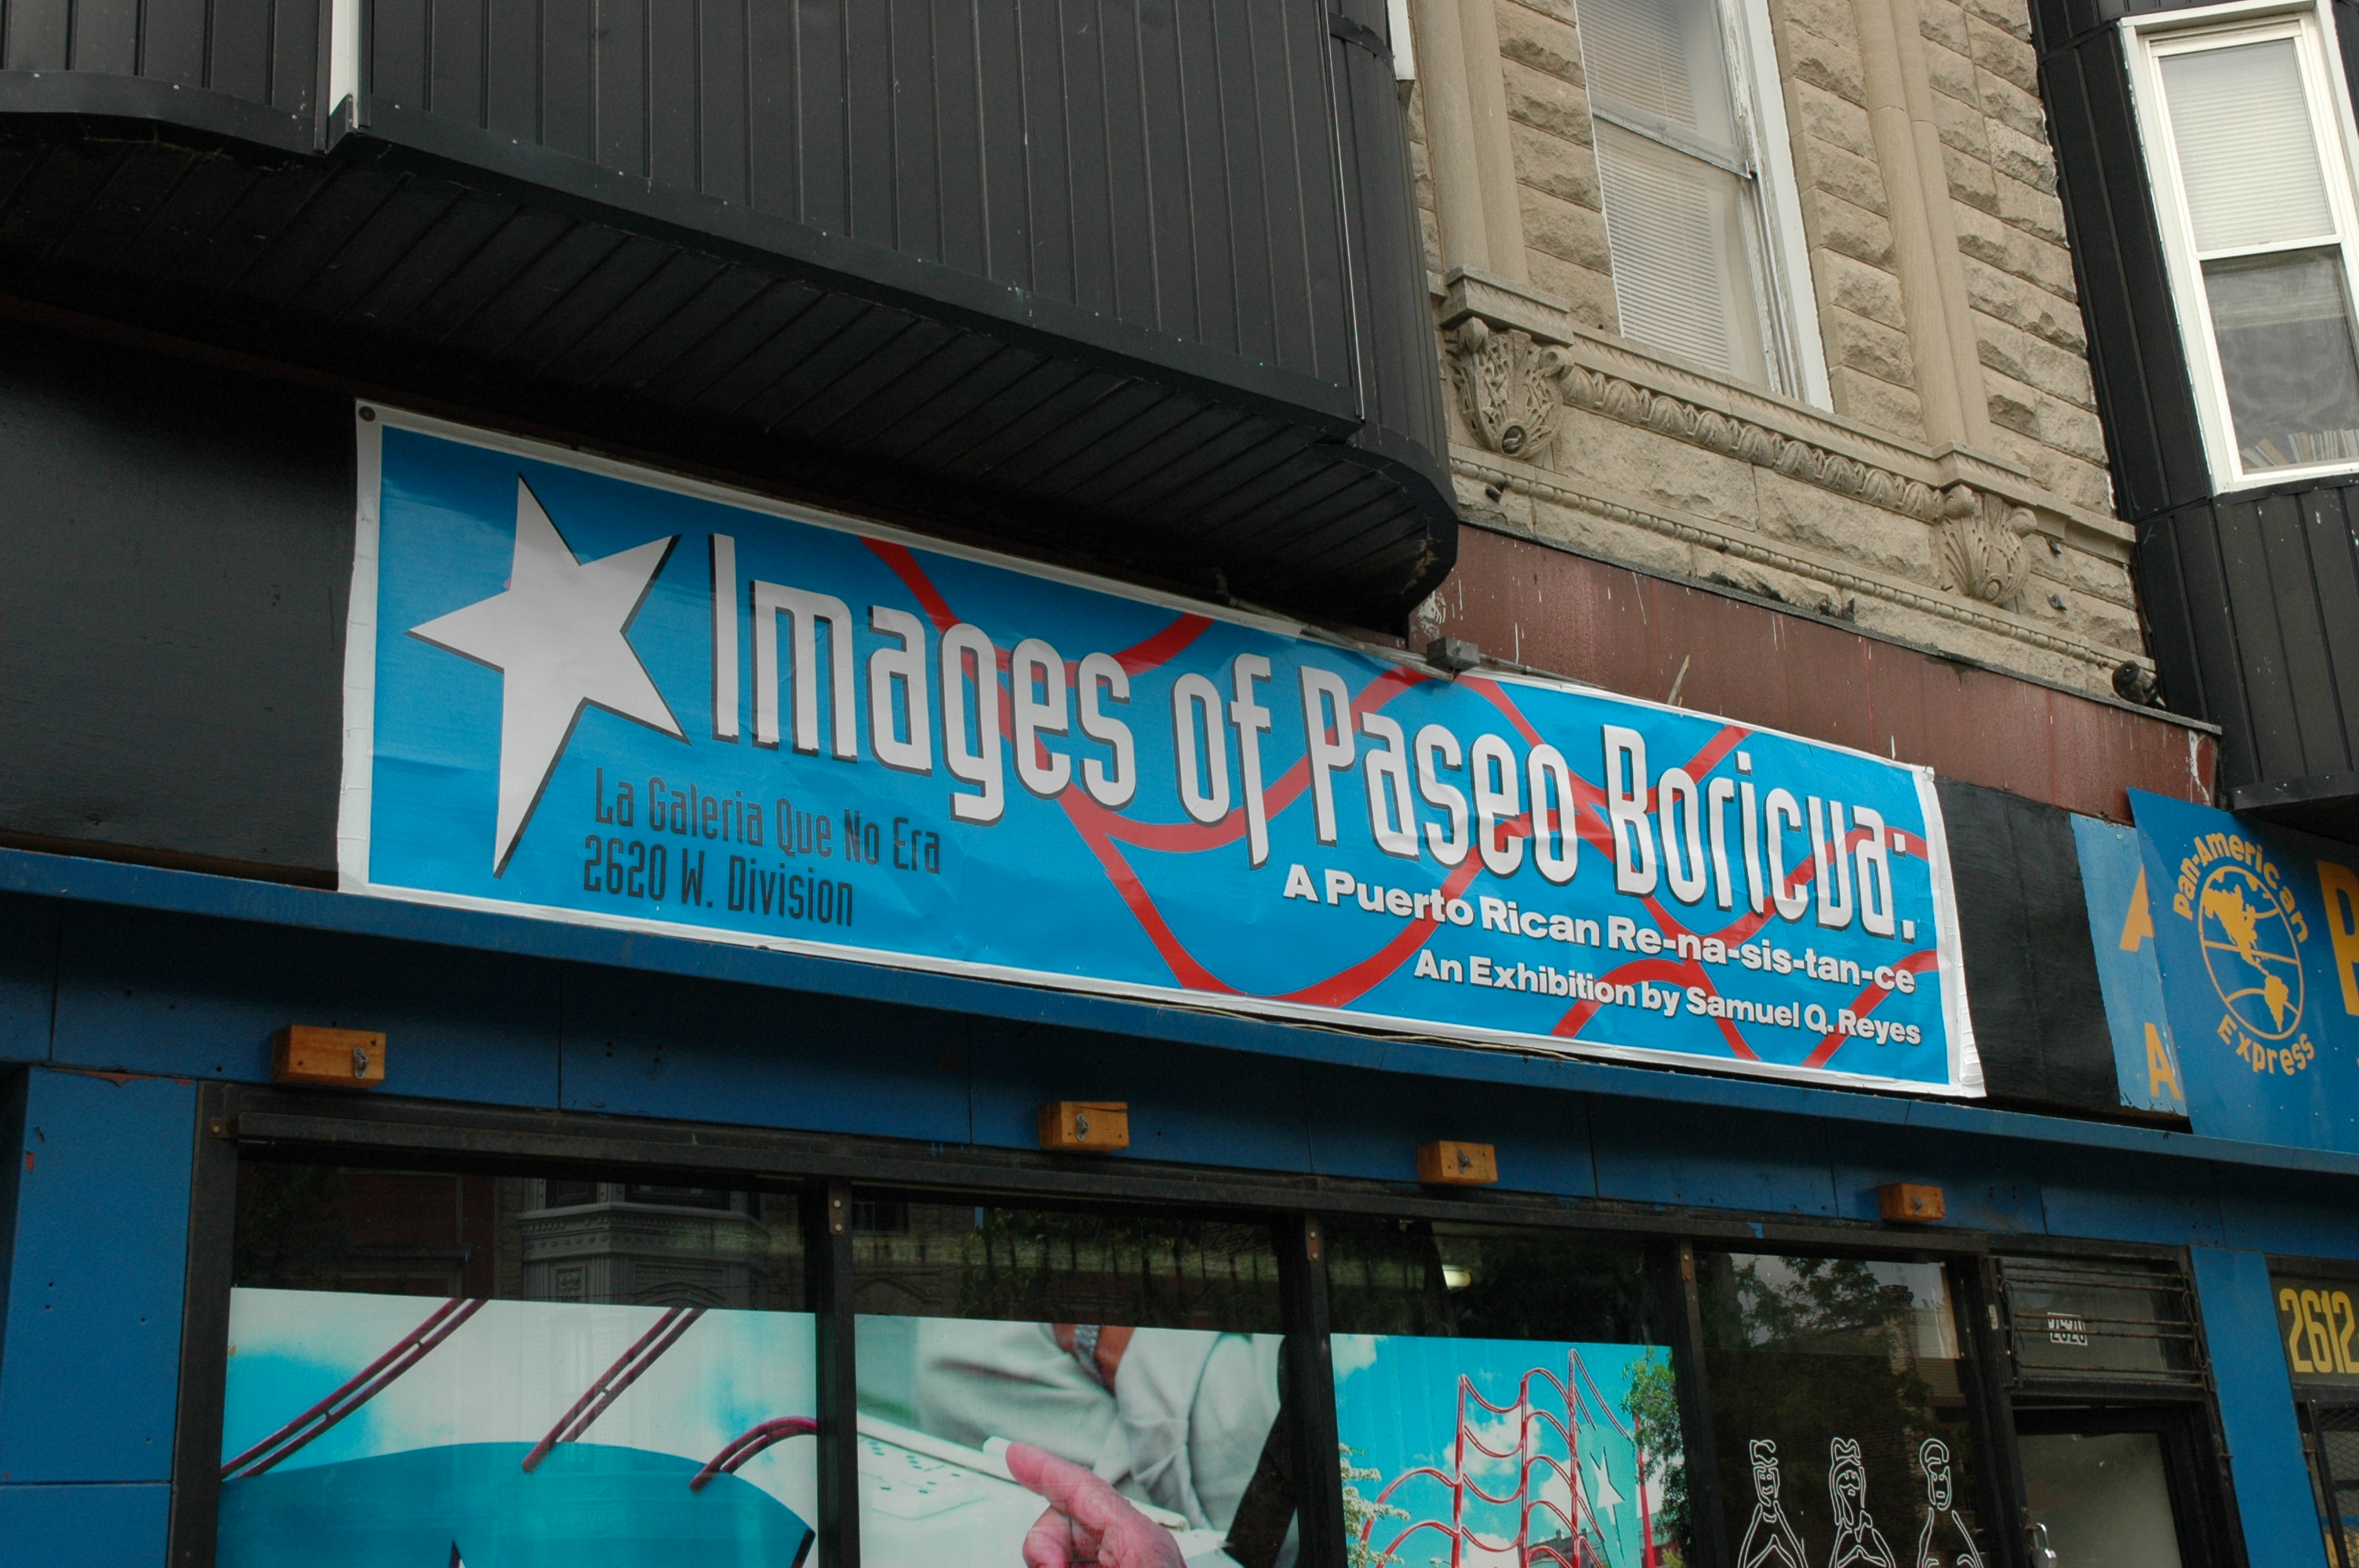 Images of Paseo Boricua:
La Galeria Que No Era
2620 W. Division
A Puerto Rican Re-na-sis-tan-ce
An Exhibition by Samuel Q. Reyes
Pan-American
Express
2620
2612